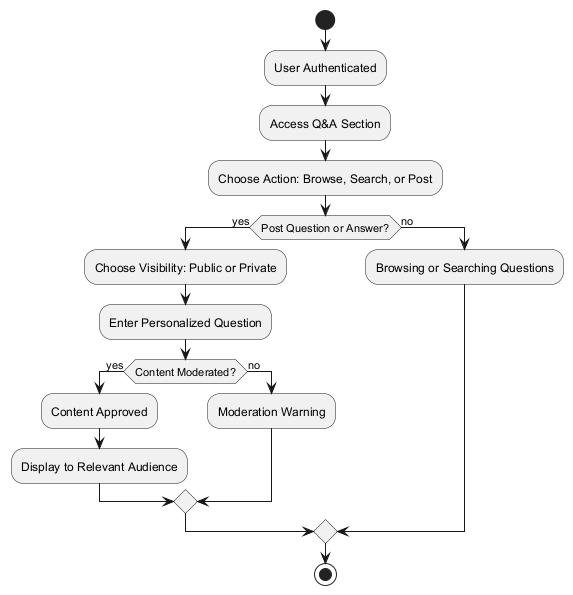 User Authenticated
Access Q&A Section
Choose Action: Browse, Search, or Post
yes
Post Question or Answer?
no
Choose Visibility: Public or Private
Browsing or Searching Questions
Enter Personalized Question
yes
Content Moderated?
no
Content Approved
Moderation Warning
Display to Relevant Audience